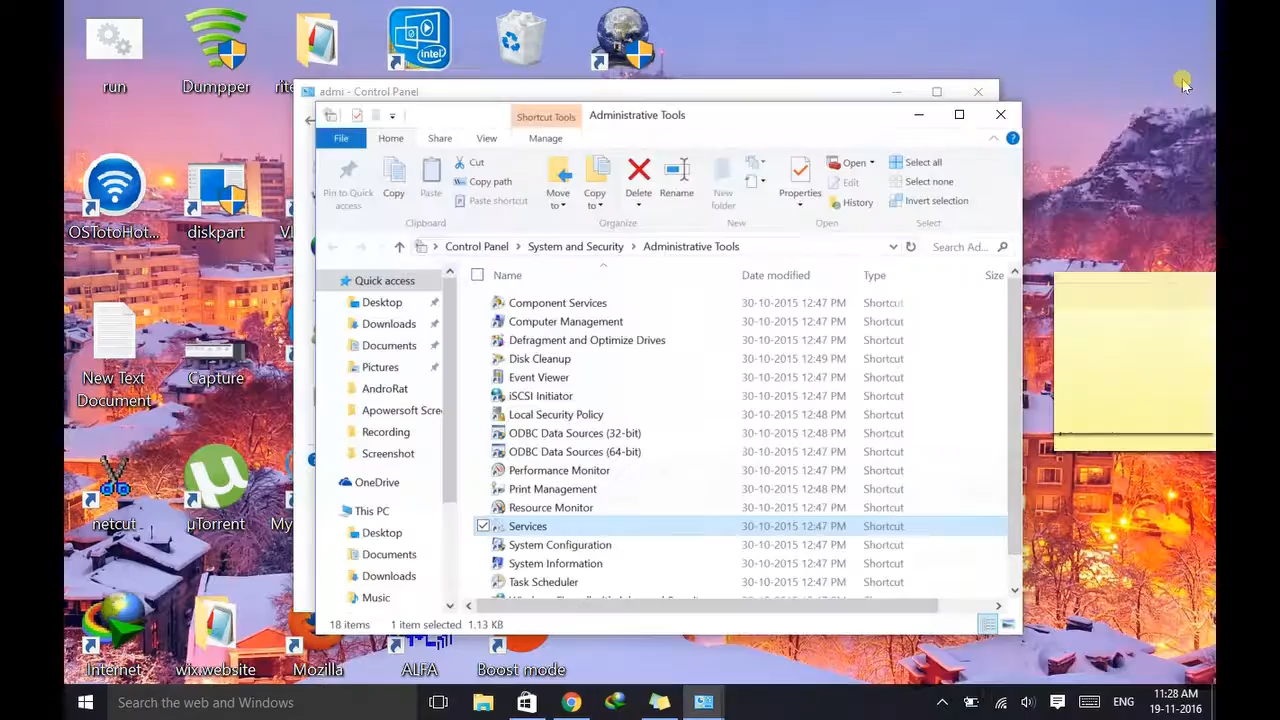 run
Dumpper
rite
intel
admi - Control Panel
Shortcut Tools
Administrative Tools
File
Home
Share
View
Manage
Pin to Quick access
Copy
Paste
Cut
Copy path
Paste shortcut
Clipboard
Move to
Copy to
Delete
Rename
Organize
New folder
New
Properties
Open
Edit
History
Open
Select all
Select none
Invert selection
Select
Control Panel > System and Security > Administrative Tools
Search Ad...
OSTotoHot...
diskpart
Quick access
Desktop
Downloads
Documents
Pictures
AndroRat
Apowersoft Scre
Recording
Screenshot
OneDrive
This PC
Desktop
Documents
Downloads
Music
Name Date modified Type Size
Component Services 30-10-2015 12:47 PM Shortcut
Computer Management 30-10-2015 12:47 PM Shortcut
Defragment and Optimize Drives 30-10-2015 12:47 PM Shortcut
Disk Cleanup 30-10-2015 12:49 PM Shortcut
Event Viewer 30-10-2015 12:47 PM Shortcut
iSCSI Initiator 30-10-2015 12:47 PM Shortcut
Local Security Policy 30-10-2015 12:48 PM Shortcut
ODBC Data Sources (32-bit) 30-10-2015 12:48 PM Shortcut
ODBC Data Sources (64-bit) 30-10-2015 12:47 PM Shortcut
Performance Monitor 30-10-2015 12:47 PM Shortcut
Print Management 30-10-2015 12:48 PM Shortcut
Resource Monitor 30-10-2015 12:47 PM Shortcut
Services 30-10-2015 12:47 PM Shortcut
System Configuration 30-10-2015 12:47 PM Shortcut
System Information 30-10-2015 12:47 PM Shortcut
Task Scheduler 30-10-2015 12:47 PM Shortcut
18 items 1 item selected 1.13 KB
New Text
Document
Capture
netcut
µTorrent
My
Internet
wix.website
Mozilla
ALFA
Boost mode
Search the web and Windows
ENG
11:28 AM
19-11-2016